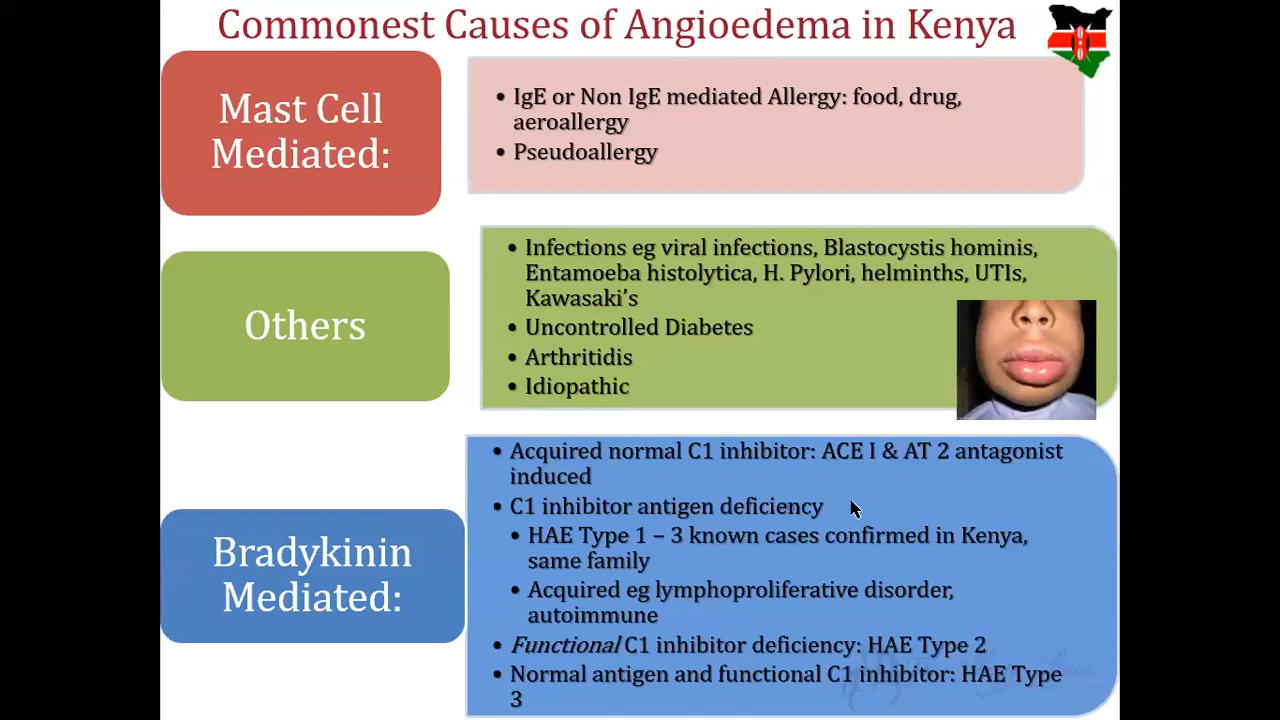 Commonest Causes of Angioedema in Kenya
Mast Cell
Mediated:
• IgE or Non IgE mediated Allergy: food, drug,
aeroallergy
• Pseudoallergy
Others
• Infections eg viral infections, Blastocystis hominis,
Entamoeba histolytica, H. Pylori, helminths, UTIs,
Kawasaki's
• Uncontrolled Diabetes
• Arthritidis
• Idiopathic
Bradykinin
Mediated:
• Acquired normal C1 inhibitor: ACE I & AT 2 antagonist
induced
• C1 inhibitor antigen deficiency
• HAE Type 1 – 3 known cases confirmed in Kenya,
same family
• Acquired eg lymphoproliferative disorder,
autoimmune
• Functional C1 inhibitor deficiency: HAE Type 2
• Normal antigen and functional C1 inhibitor: HAE Type
3